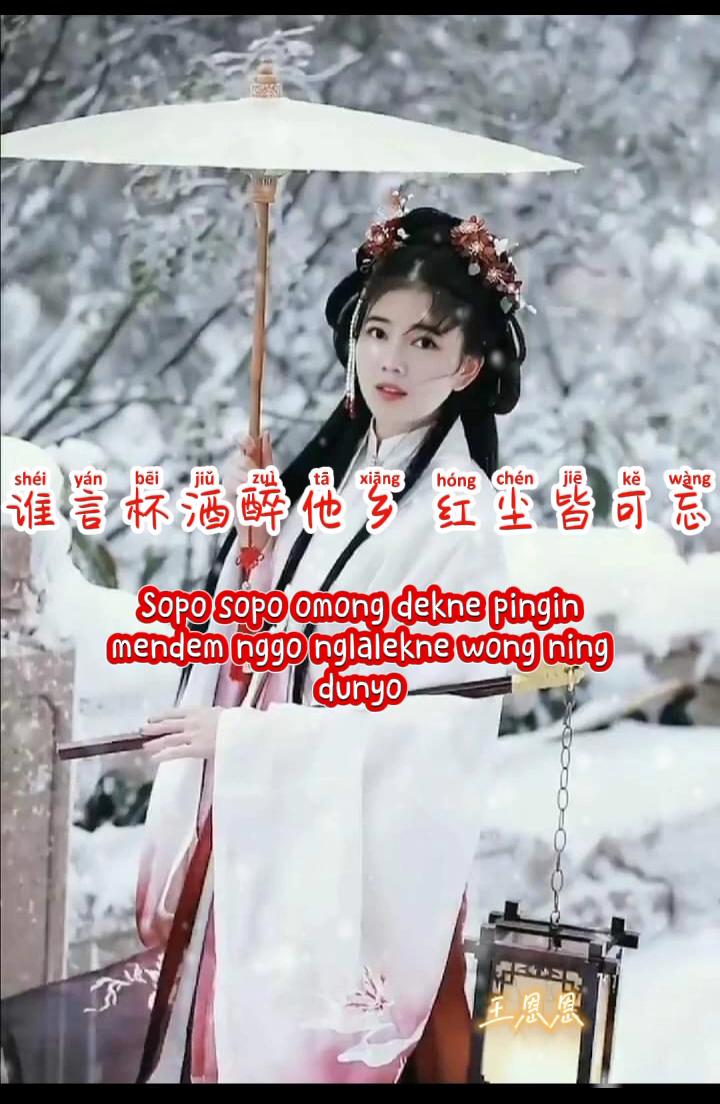 shéi yán bēi jiǔ zuì tā xiāng hóng chén jiē kě wàng
谁言杯酒醉他乡 红尘皆可忘
Sopo sopo omong dekne pingin
mendem nggo nglalekne wong ning
dunyo
王恩恩